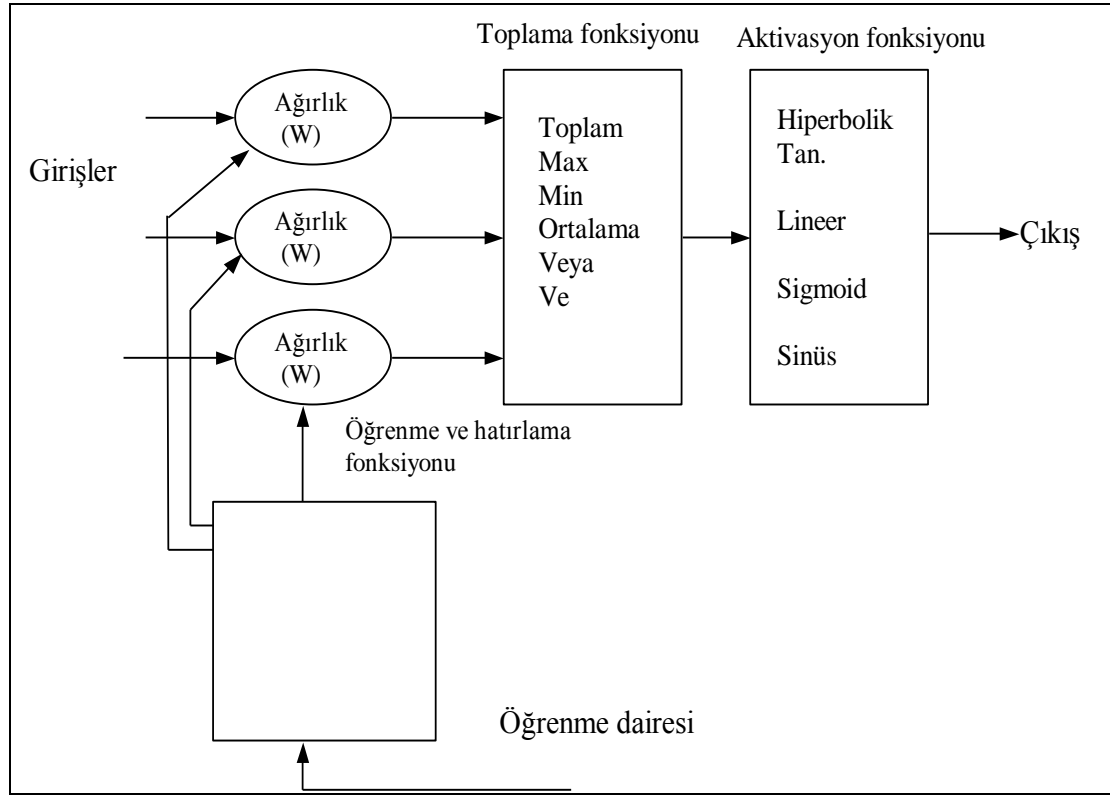 Toplama fonksiyonu
Aktivasyon fonksiyonu
Girişler
Ağırlık
(W)
Ağırlık
(W)
Ağırlık
(W)
Toplam
Max
Min
Ortalama
Veya
Ve
Hiperbolik
Tan.
Lineer
Sigmoid
Sinüs
Çıkış
Öğrenme ve hatırlama
fonksiyonu
Öğrenme dairesi